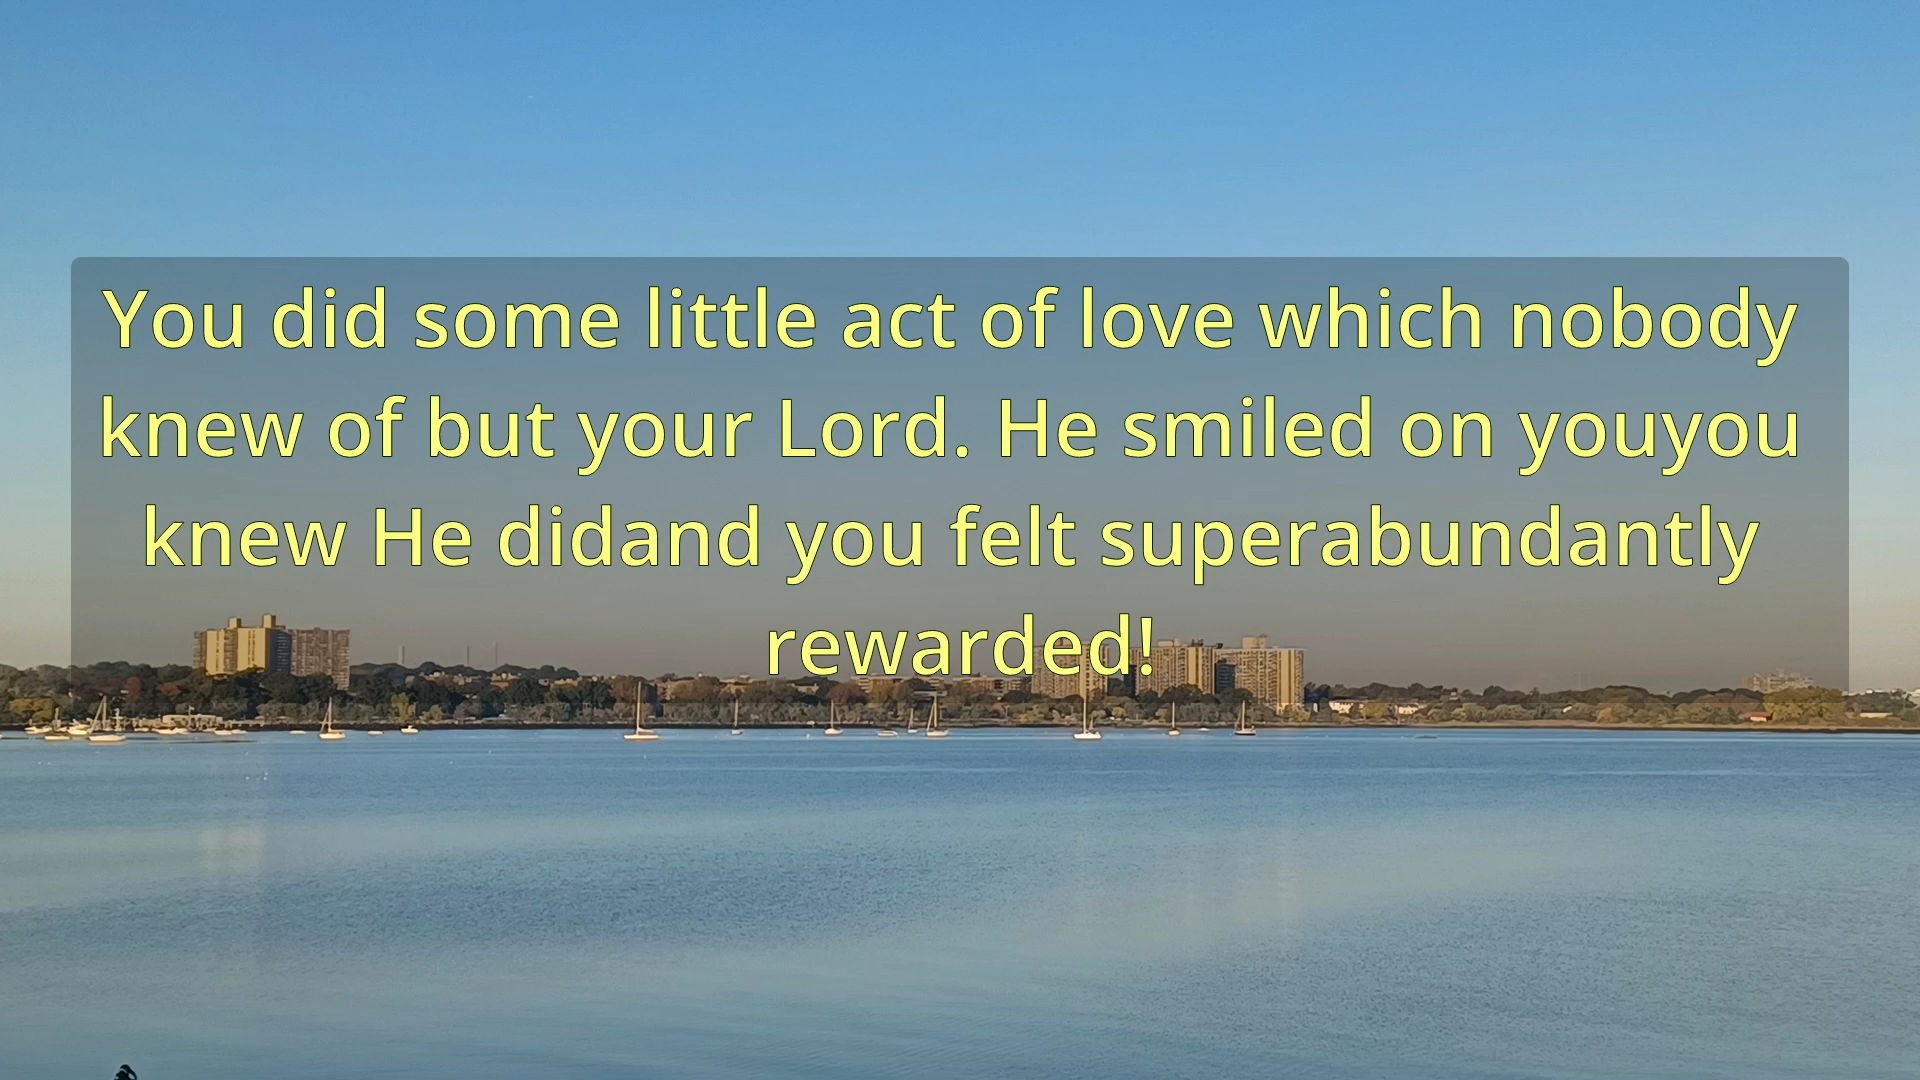 You did some little act of love which nobody
knew of but your Lord. He smiled on youyou
knew He didand you felt superabundantly
rewarded!